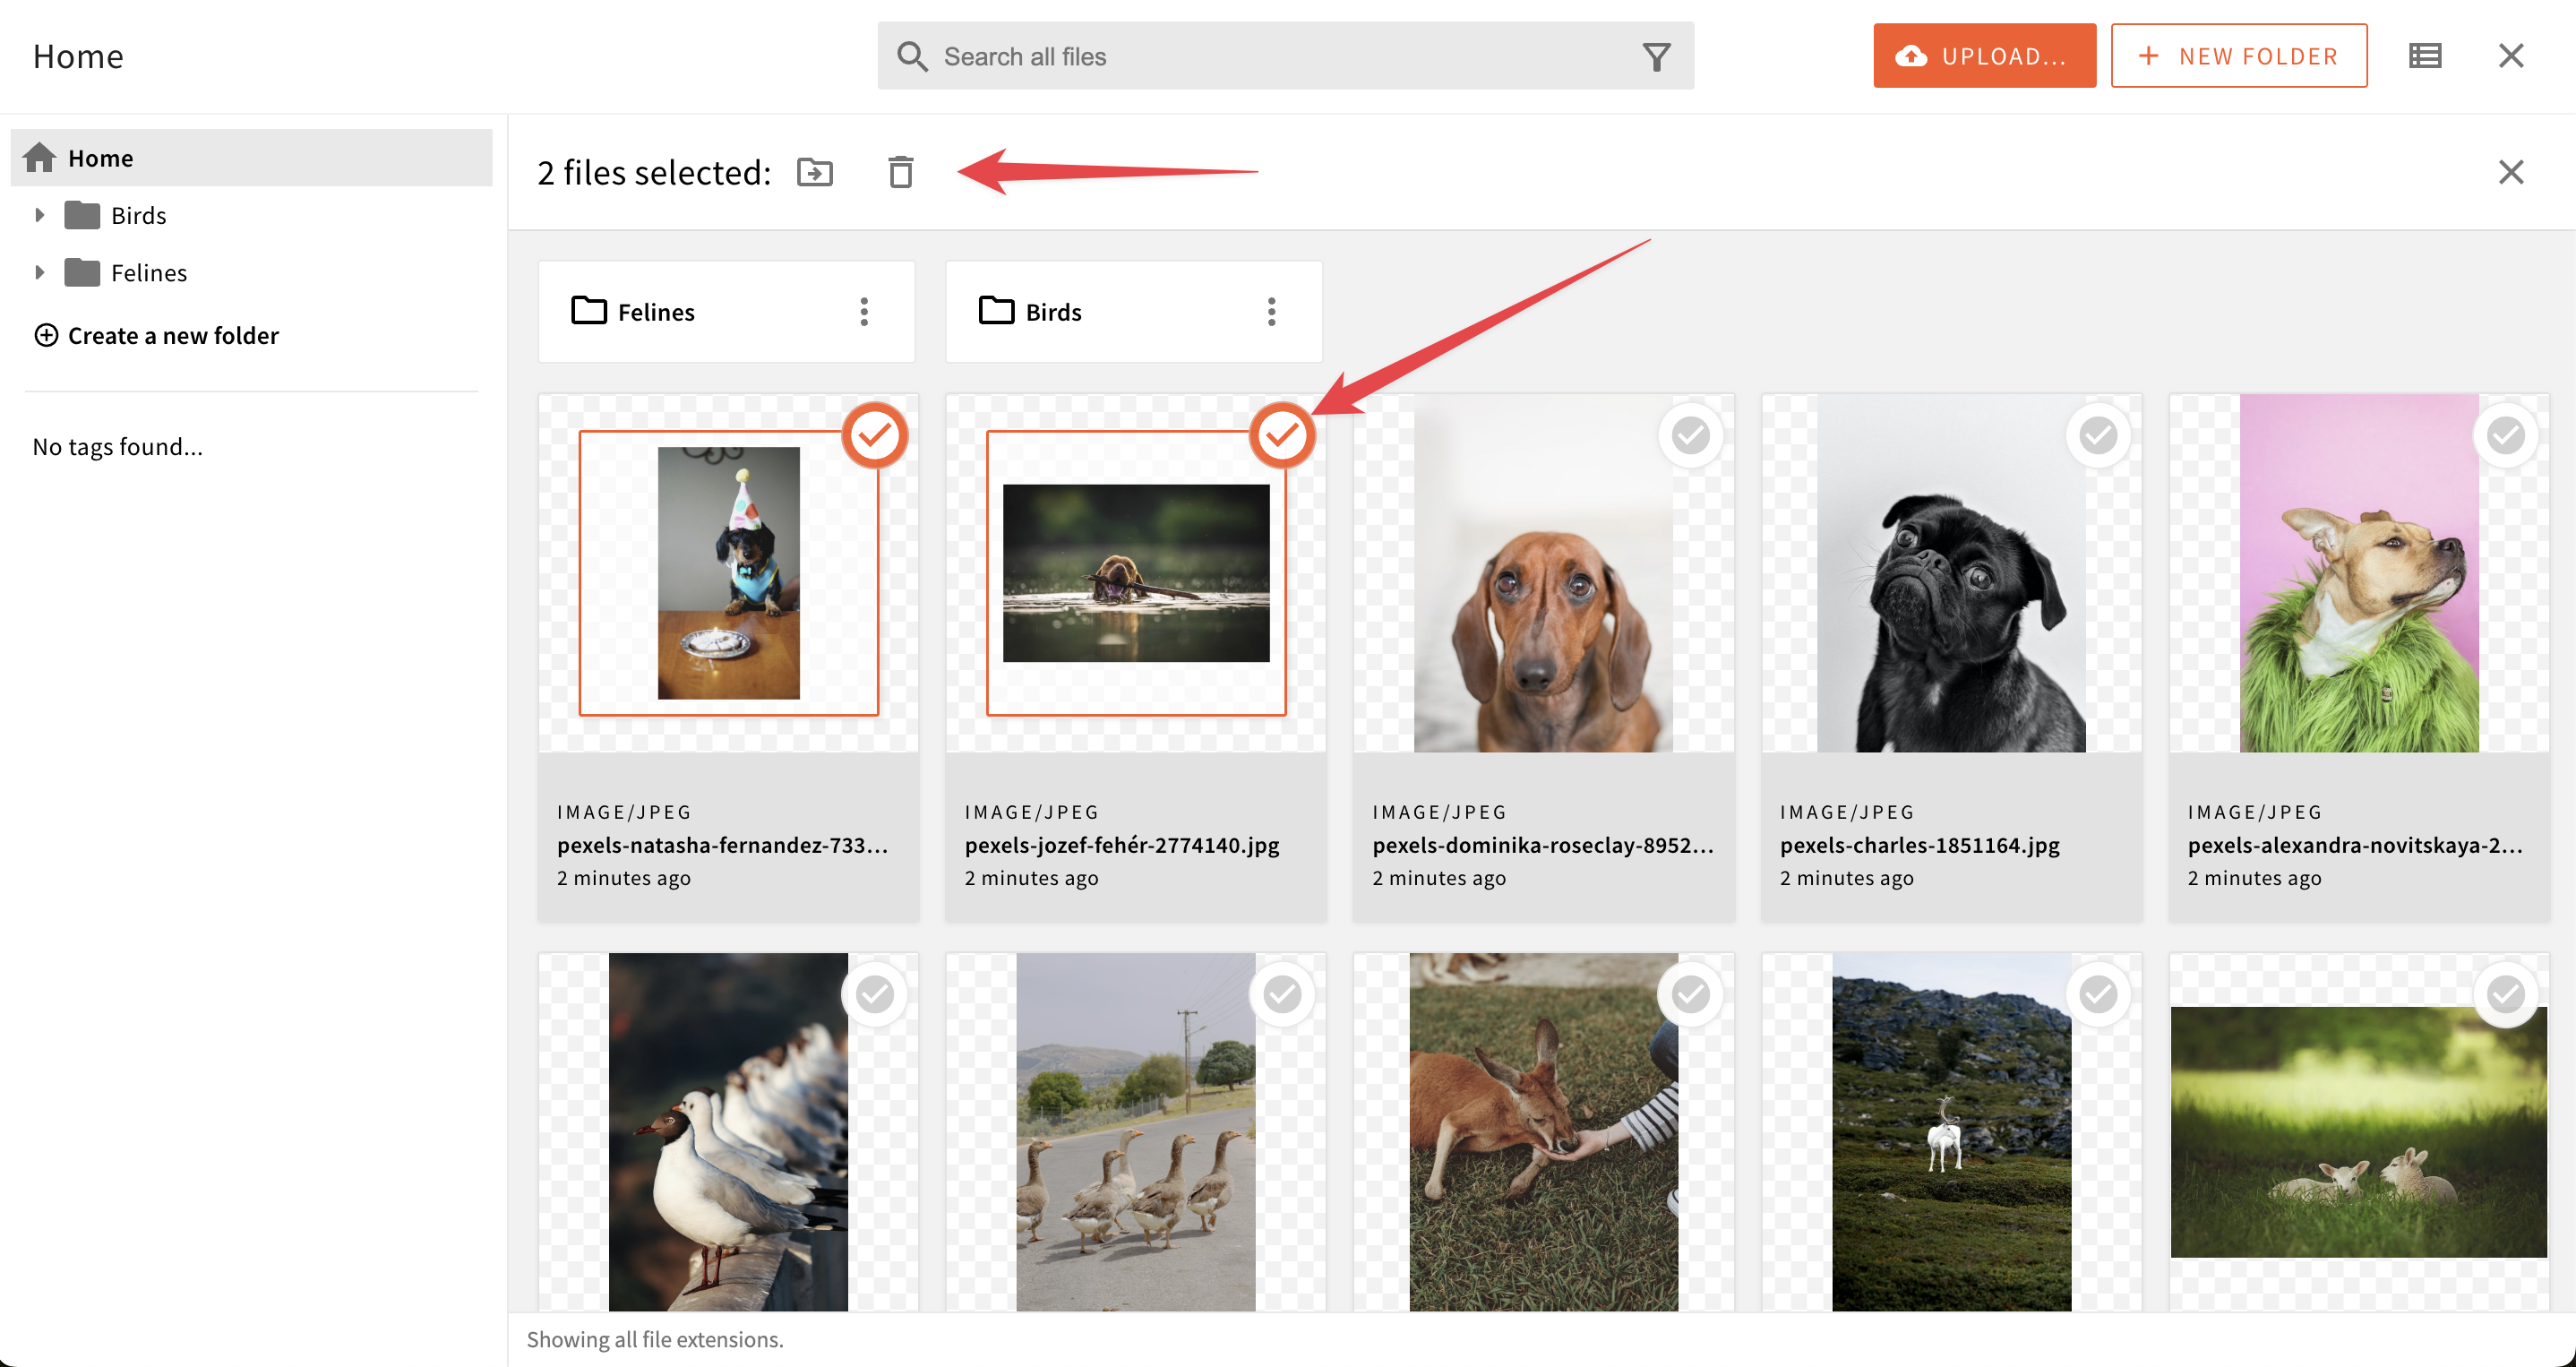 Home
Search all files
UPLOAD...
+ NEW FOLDER
Home
Birds
Felines
Create a new folder
No tags found...
2 files selected:
Felines
Birds
IMAGE/JPEG
pexels-natasha-fernandez-733...
2 minutes ago
IMAGE/JPEG
pexels-jozef-fehér-2774140.jpg
2 minutes ago
IMAGE/JPEG
pexels-dominika-roseclay-8952...
2 minutes ago
IMAGE/JPEG
pexels-charles-1851164.jpg
2 minutes ago
IMAGE/JPEG
pexels-alexandra-novitskaya-2...
2 minutes ago
Showing all file extensions.